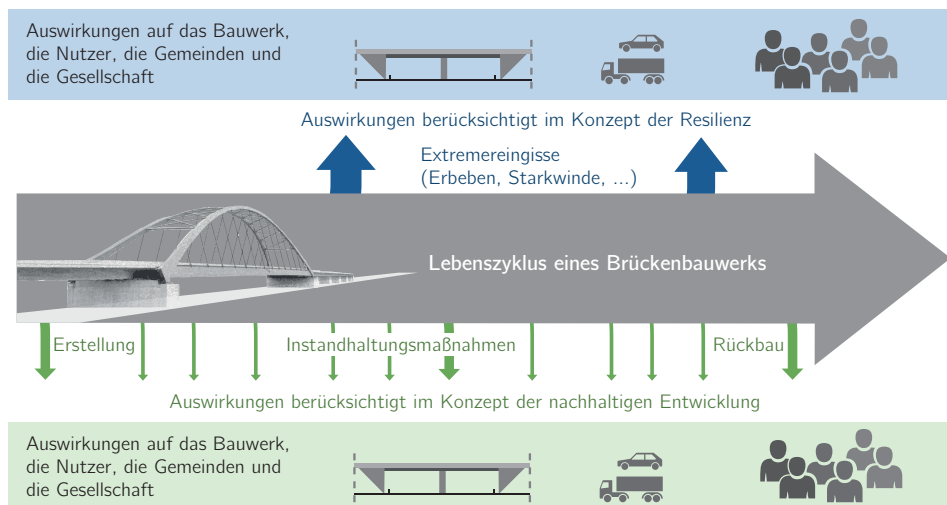 Auswirkungen auf das Bauwerk,
die Nutzer, die Gemeinden und
die Gesellschaft
Auswirkungen berücksichtigt im Konzept der Resilienz
Extremereingisse
(Erbeben, Starkwinde, ...)
Lebenszyklus eines Brückenbauwerks
Erstellung
Instandhaltungsmaßnahmen
Rückbau
Auswirkungen berücksichtigt im Konzept der nachhaltigen Entwicklung
Auswirkungen auf das Bauwerk,
die Nutzer, die Gemeinden und
die Gesellschaft